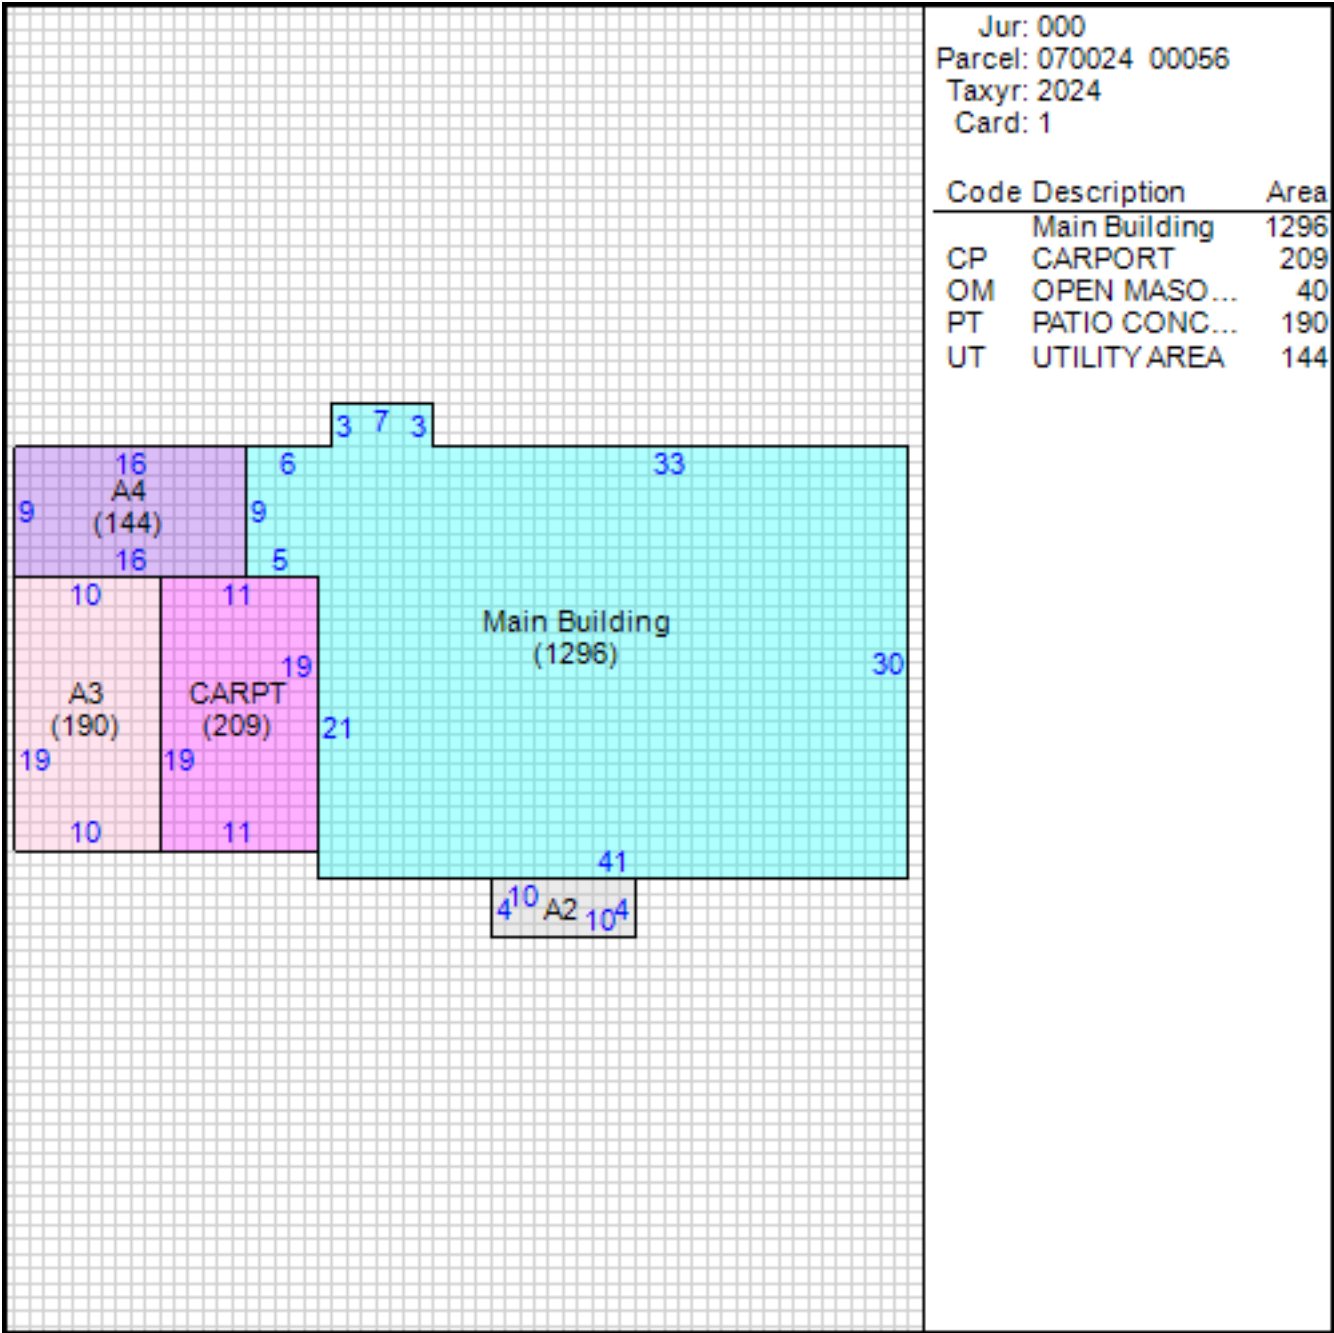 Jur: 000
Parcel: 070024 00056
Taxyr: 2024
Card: 1
Code Description Area
Main Building 1296
CP CARPORT 209
OM OPEN MASO... 40
PT PATIO CONC... 190
UT UTILITY AREA 144
3 7 3
16 6 33
A4
9 (144) 9
16 5
10 11
Main Building
(1296)
19 30
A3 CARPT
(190) (209) 21
19 19
10 11
41
4 10 A2 10 4